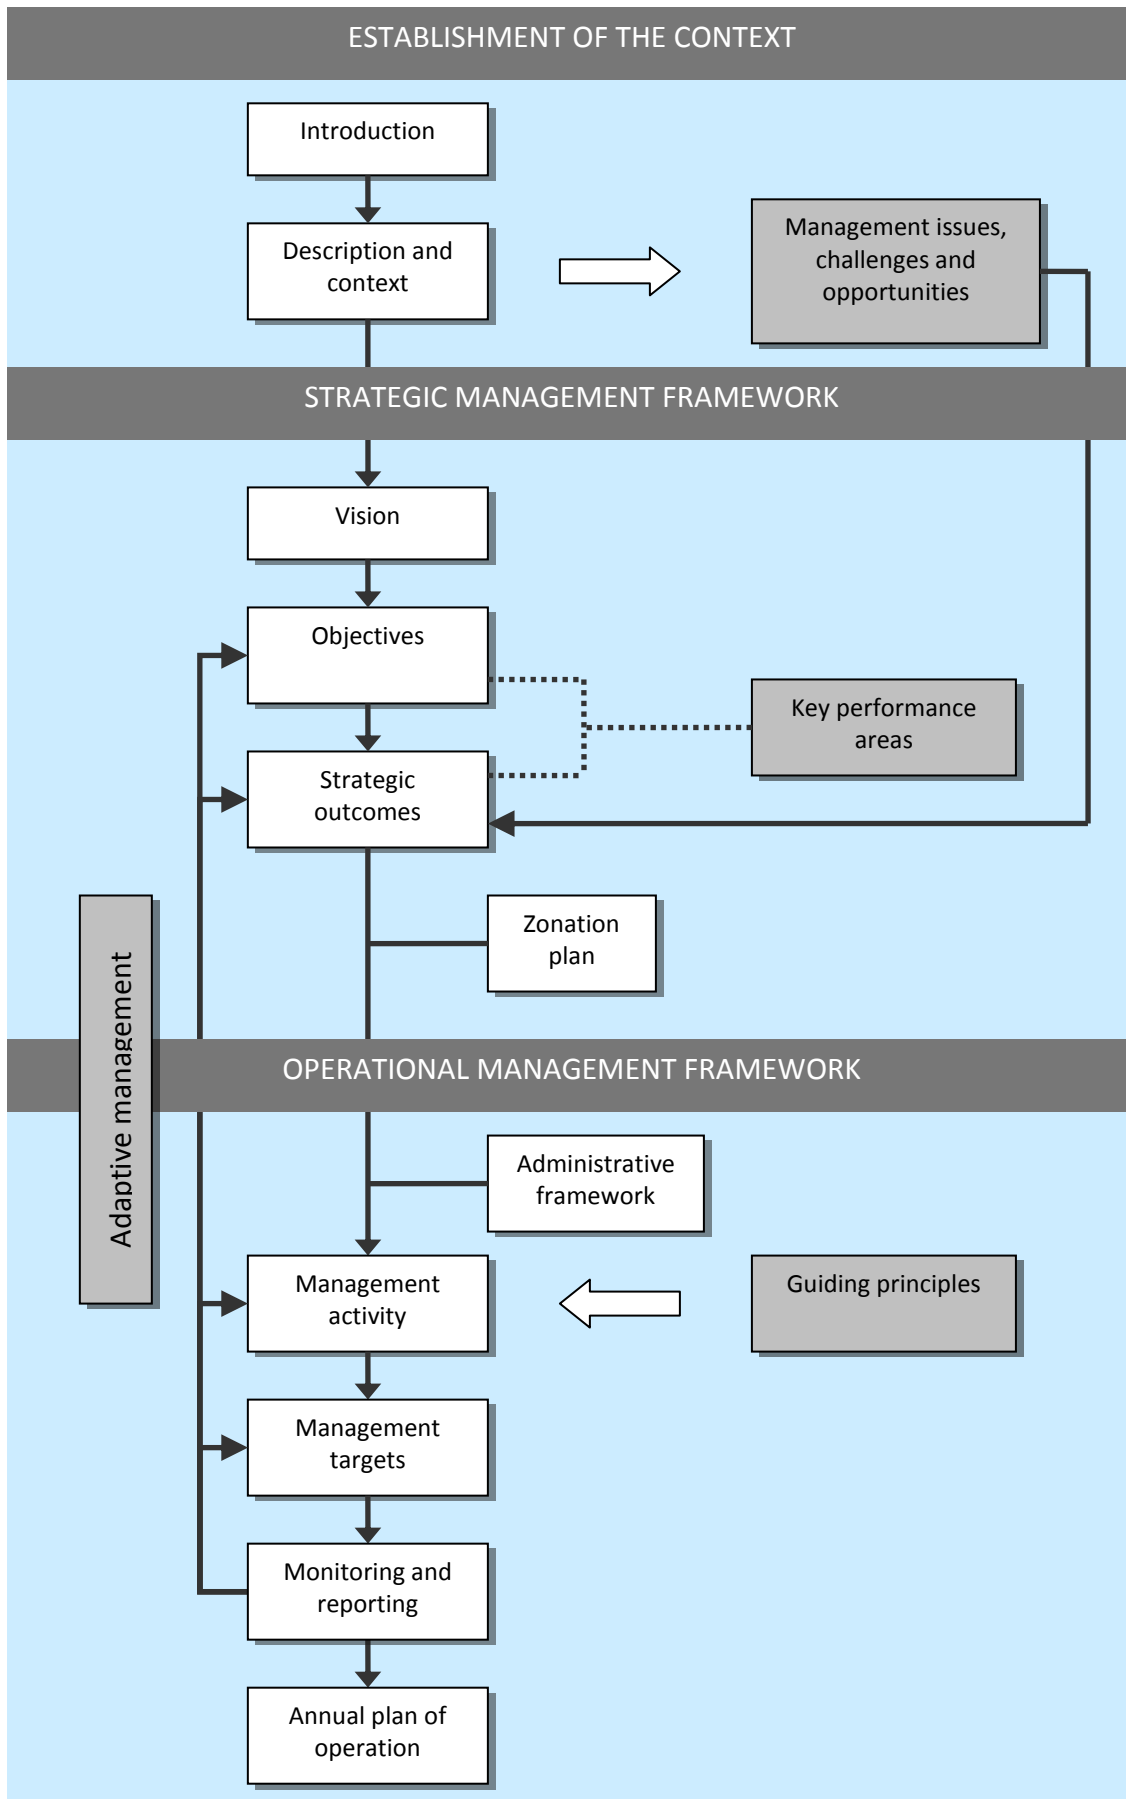 ESTABLISHMENT OF THE CONTEXT
Introduction
Description and
context
Management issues,
challenges and
opportunities
STRATEGIC MANAGEMENT FRAMEWORK
Vision
Objectives
Key performance
areas
Strategic
outcomes
Zonation
plan
Adaptive management
OPERATIONAL MANAGEMENT FRAMEWORK
Administrative
framework
Management
activity
Guiding principles
Management
targets
Monitoring and
reporting
Annual plan of
operation